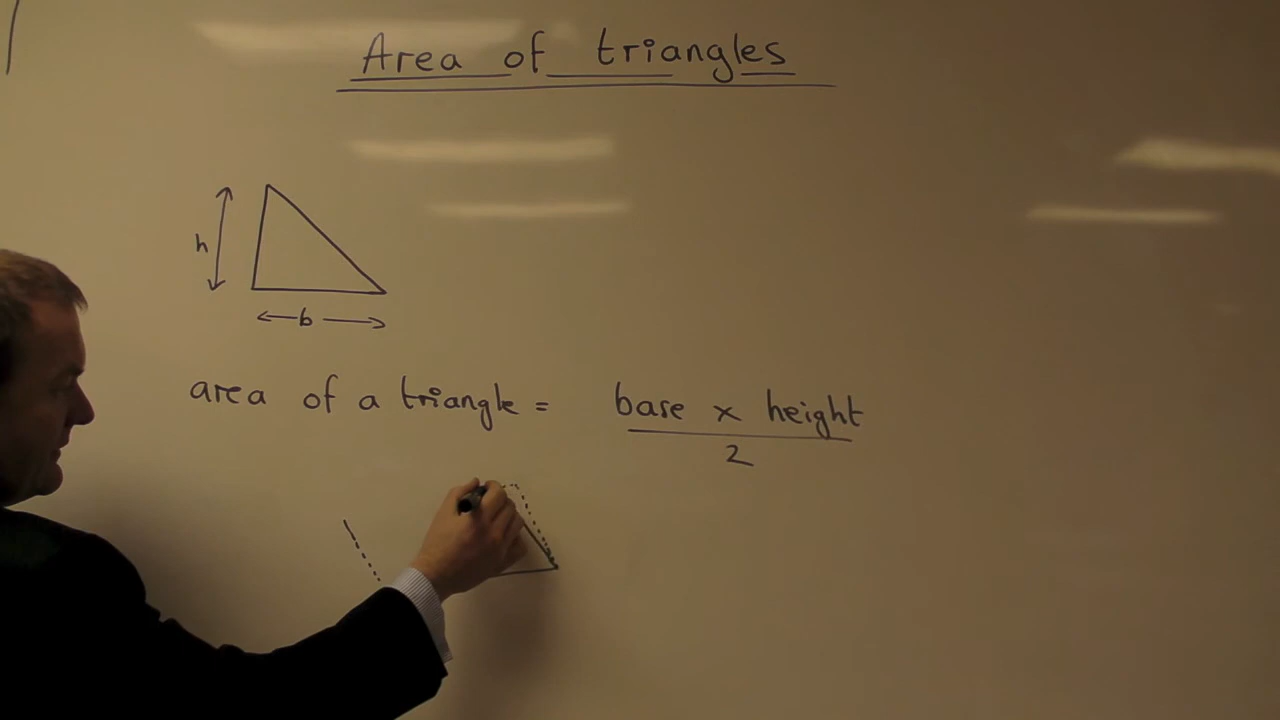 Area of triangles
h
b
area of a triangle = base x height
2